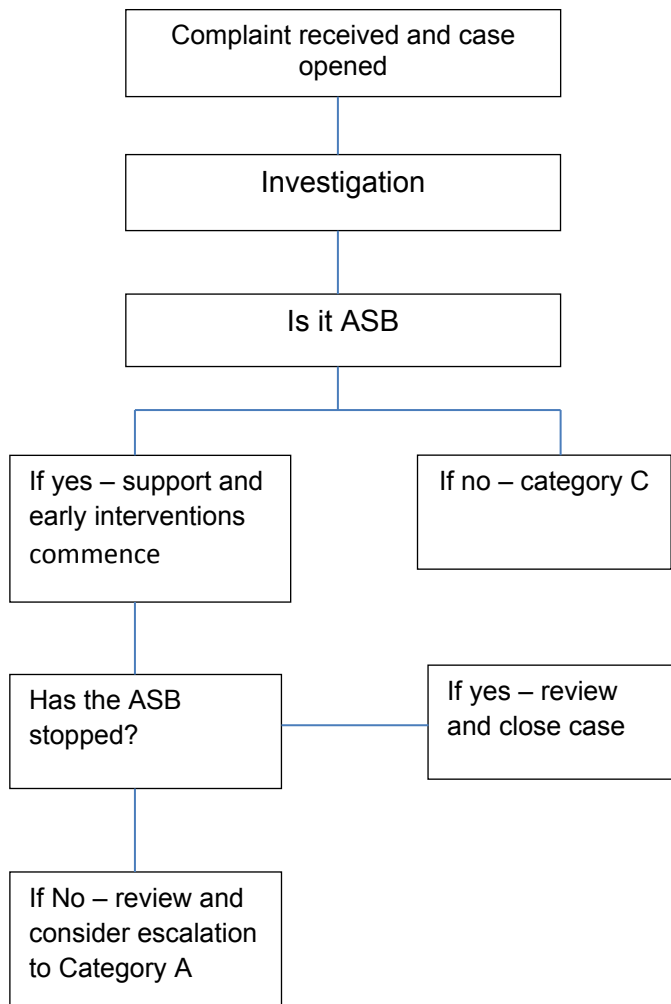 Complaint received and case
opened
Investigation
Is it ASB
If yes – support and
early interventions
commence
If no – category C
Has the ASB
stopped?
If yes – review
and close case
If No – review and
consider escalation
to Category A